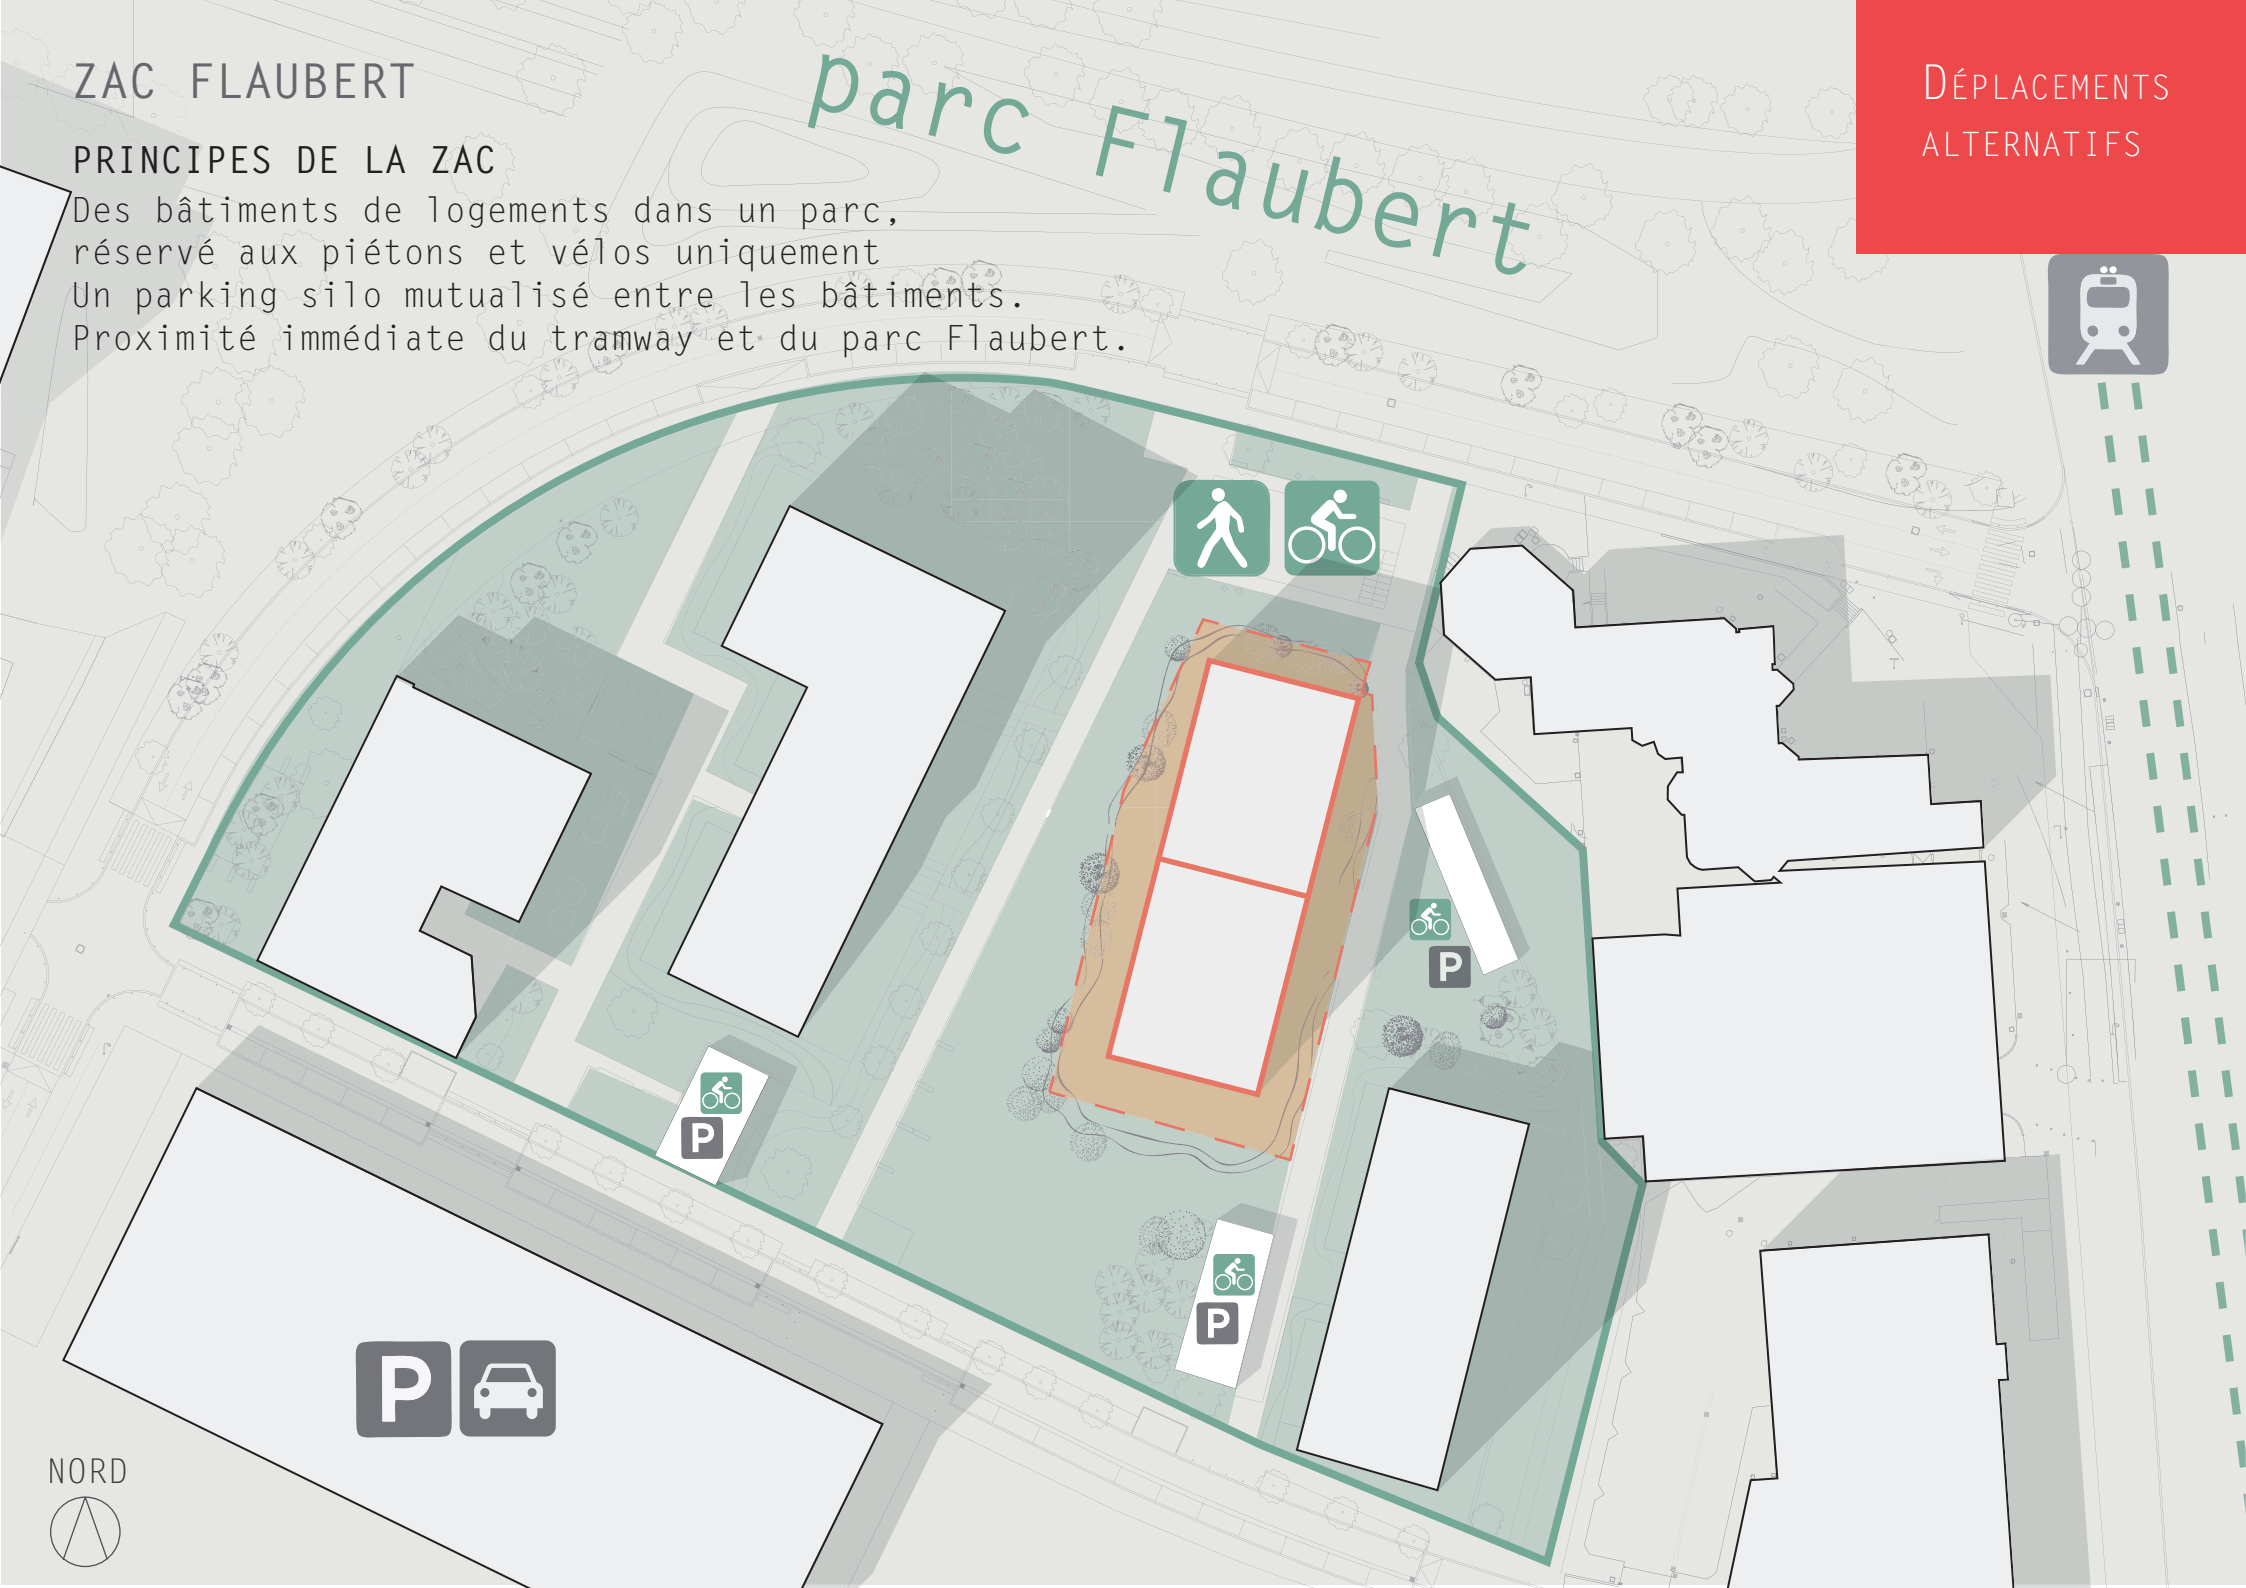 ZAC FLAUBERT
PRINCIPES DE LA ZAC
Des bâtiments de logements dans un parc,
réservé aux piétons et vélos uniquement
Un parking silo mutualisé entre les bâtiments.
Proximité immédiate du tramway et du parc Flaubert.
parc Flaubert
DÉPLACEMENTS
ALTERNATIFS
P
P
P
P
NORD